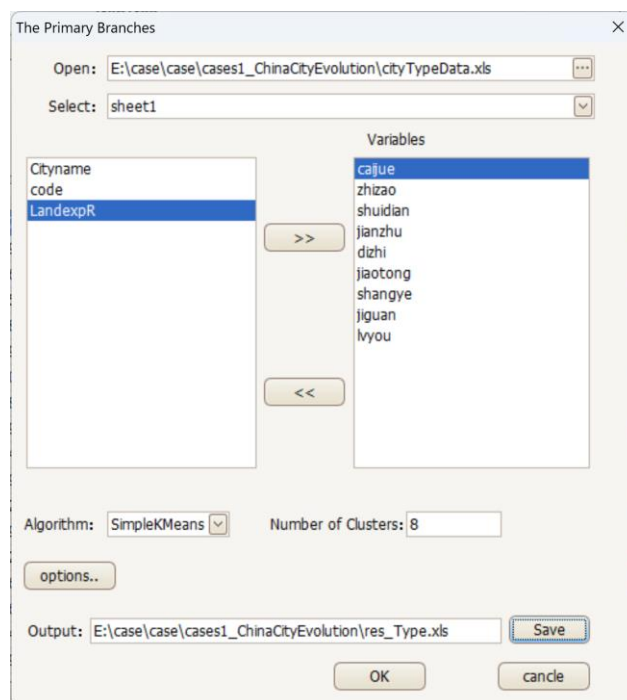 The Primary Branches
Open: E:\case\case\cases1_ChinaCityEvolution\cityTypeData.xls ...
Select: sheet1
Variables
Cityname
code
LandexpR
>>
<<
caijue
zhizao
shuidian
jianzhu
dizhi
jiaotong
shangye
jiguan
lvyou
Algorithm: SimpleKMeans
Number of Clusters: 8
options..
Output: E:\case\case\cases1_ChinaCityEvolution\res_Type.xls Save
OK cancle